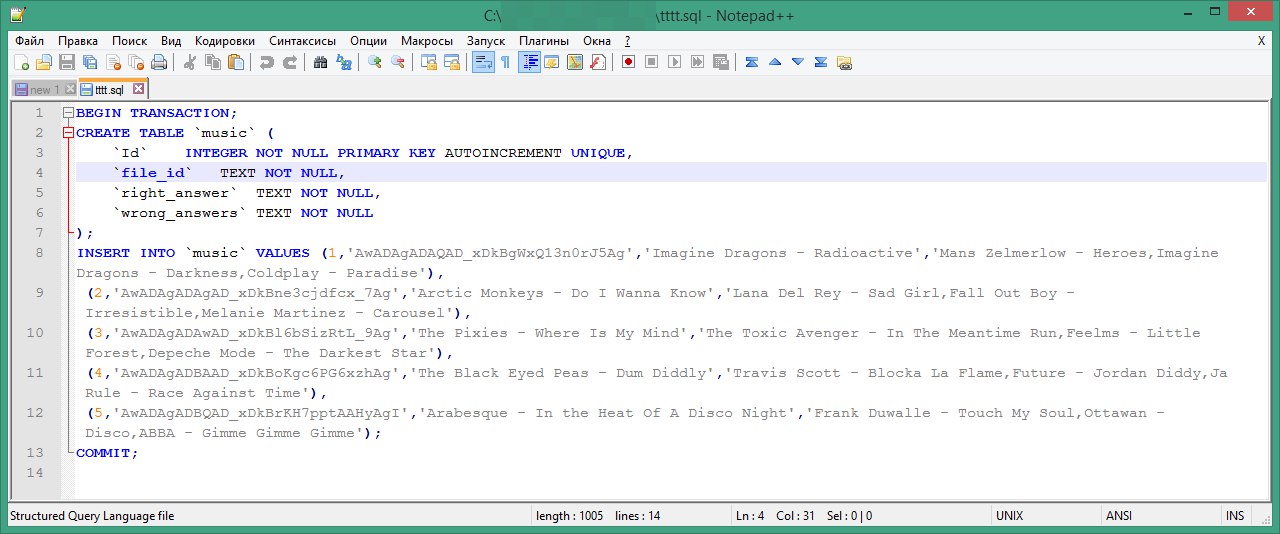 C:\ \tttt.sql - Notepad++
Файл Правка Поиск Вид Кодировки Синтаксисы Опции Макросы Запуск Плагины Окна ? X
new 1 tttt.sql
1 BEGIN TRANSACTION;
2 CREATE TABLE `music` (
3 `Id` INTEGER NOT NULL PRIMARY KEY AUTOINCREMENT UNIQUE,
4 `file_id` TEXT NOT NULL,
5 `right_answer` TEXT NOT NULL,
6 `wrong_answers` TEXT NOT NULL
7 );
8 INSERT INTO `music` VALUES (1,'AwADAgADAQAD_xDkBgWxQ13n0rJ5Ag','Imagine Dragons - Radioactive','Mans Zelmerlow - Heroes,Imagine
Dragons - Darkness,Coldplay - Paradise'),
9 (2,'AwADAgADAgAD_xDkBne3cjdfcx_7Ag','Arctic Monkeys - Do I Wanna Know','Lana Del Rey - Sad Girl,Fall Out Boy -
Irresistible,Melanie Martinez - Carousel'),
10 (3,'AwADAgADAwAD_xDkBl6bSizRtL_9Ag','The Pixies - Where Is My Mind','The Toxic Avenger - In The Meantime Run,Feelms - Little
Forest,Depeche Mode - The Darkest Star'),
11 (4,'AwADAgADBAAD_xDkBoKgc6PG6xzhAg','The Black Eyed Peas - Dum Diddly','Travis Scott - Blocka La Flame,Future - Jordan Diddy,Ja
Rule - Race Against Time'),
12 (5,'AwADAgADBQAD_xDkBrKH7pptAAHyAgI','Arabesque - In the Heat Of A Disco Night','Frank Duwalle - Touch My Soul,Ottawan -
Disco,ABBA - Gimme Gimme Gimme');
13 COMMIT;
14
Structured Query Language file length : 1005 lines : 14 Ln : 4 Col : 31 Sel : 0 | 0 UNIX ANSI INS